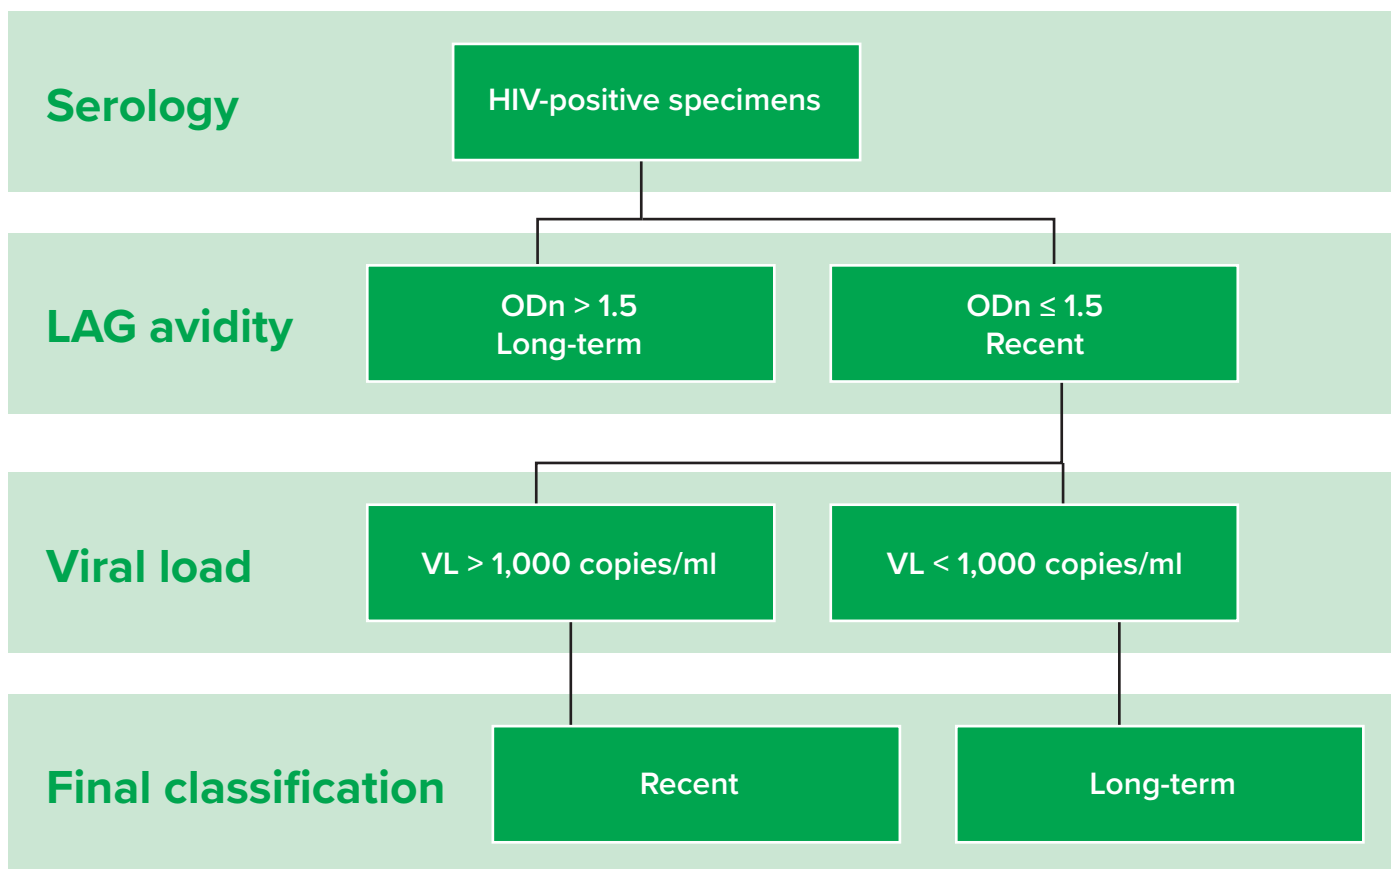 Serology
HIV-positive specimens
LAG avidity
ODn > 1.5
Long-term
ODn ≤ 1.5
Recent
Viral load
VL > 1,000 copies/ml
VL < 1,000 copies/ml
Final classification
Recent
Long-term